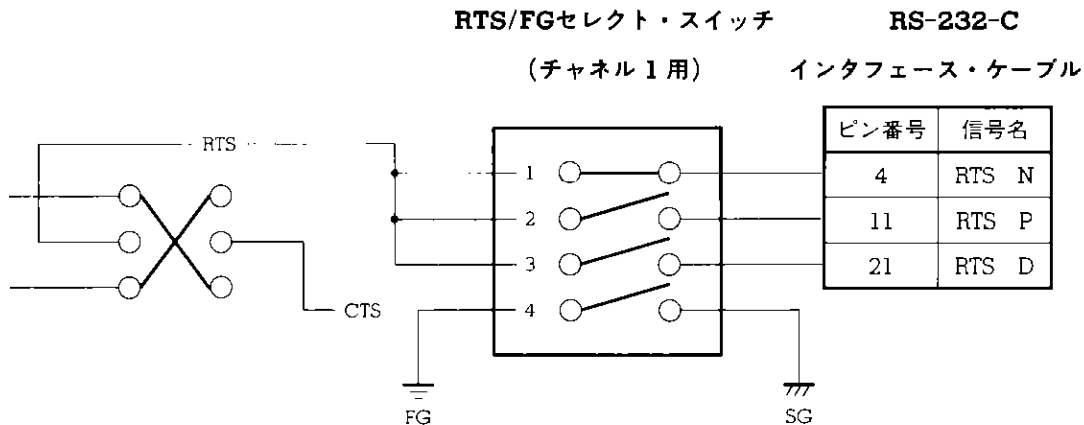 RTS/FGセレクト・スイッチ
(チャネル1用)
RS-232-C
インタフェース・ケーブル
ピン番号 信号名
4 RTS N
11 RTS P
21 RTS D
RTS
1
2
3
4
CTS
FG
SG